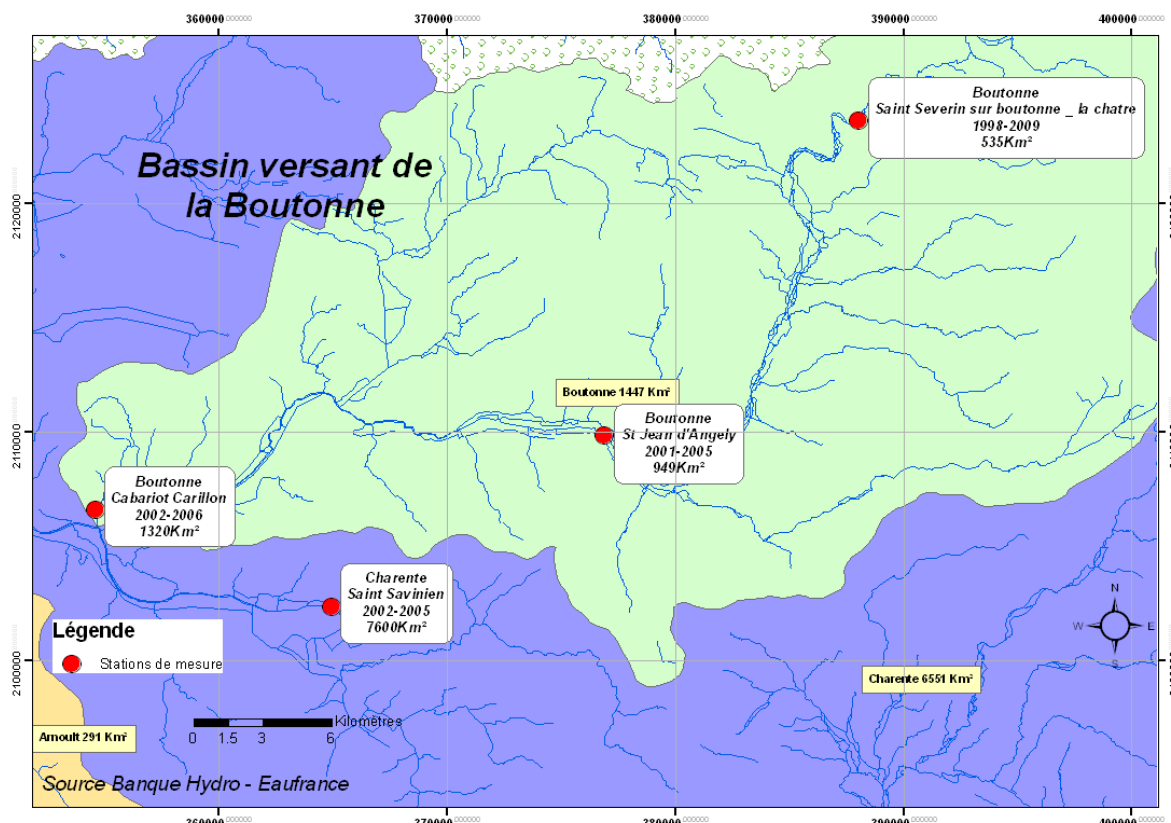 360000 370000 380000 390000 400000
Bassin versant de
la Boutonne
Boutonne
Saint Severin sur boutonne _ la chatre
1998-2009
535Km²
2120000
Boutonne 1447 Km²
Boutonne
St Jean d'Angely
2001-2005
949Km²
2110000
Boutonne
Cabariot Carillon
2002-2006
1320Km²
Charente
Saint Savinien
2002-2005
7600Km²
N
W E
S
Légende
Stations de mesure
2100000
Charente 6551 Km²
Kilomètres
0 1.5 3 6
Arnoult 291 Km²
Source Banque Hydro - Eaufrance
360000 370000 380000 390000 400000